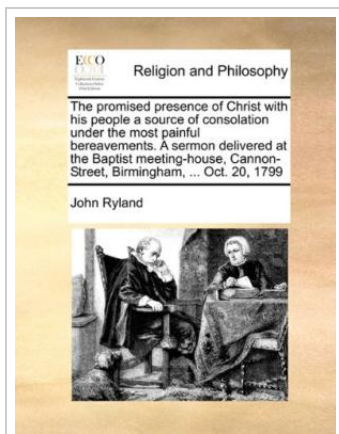 ECCO
Religion and Philosophy
The promised presence of Christ with
his people a source of consolation
under the most painful
bereavements. A sermon delivered at
the Baptist meeting-house, Cannon-
Street, Birmingham, ... Oct. 20, 1799
John Ryland